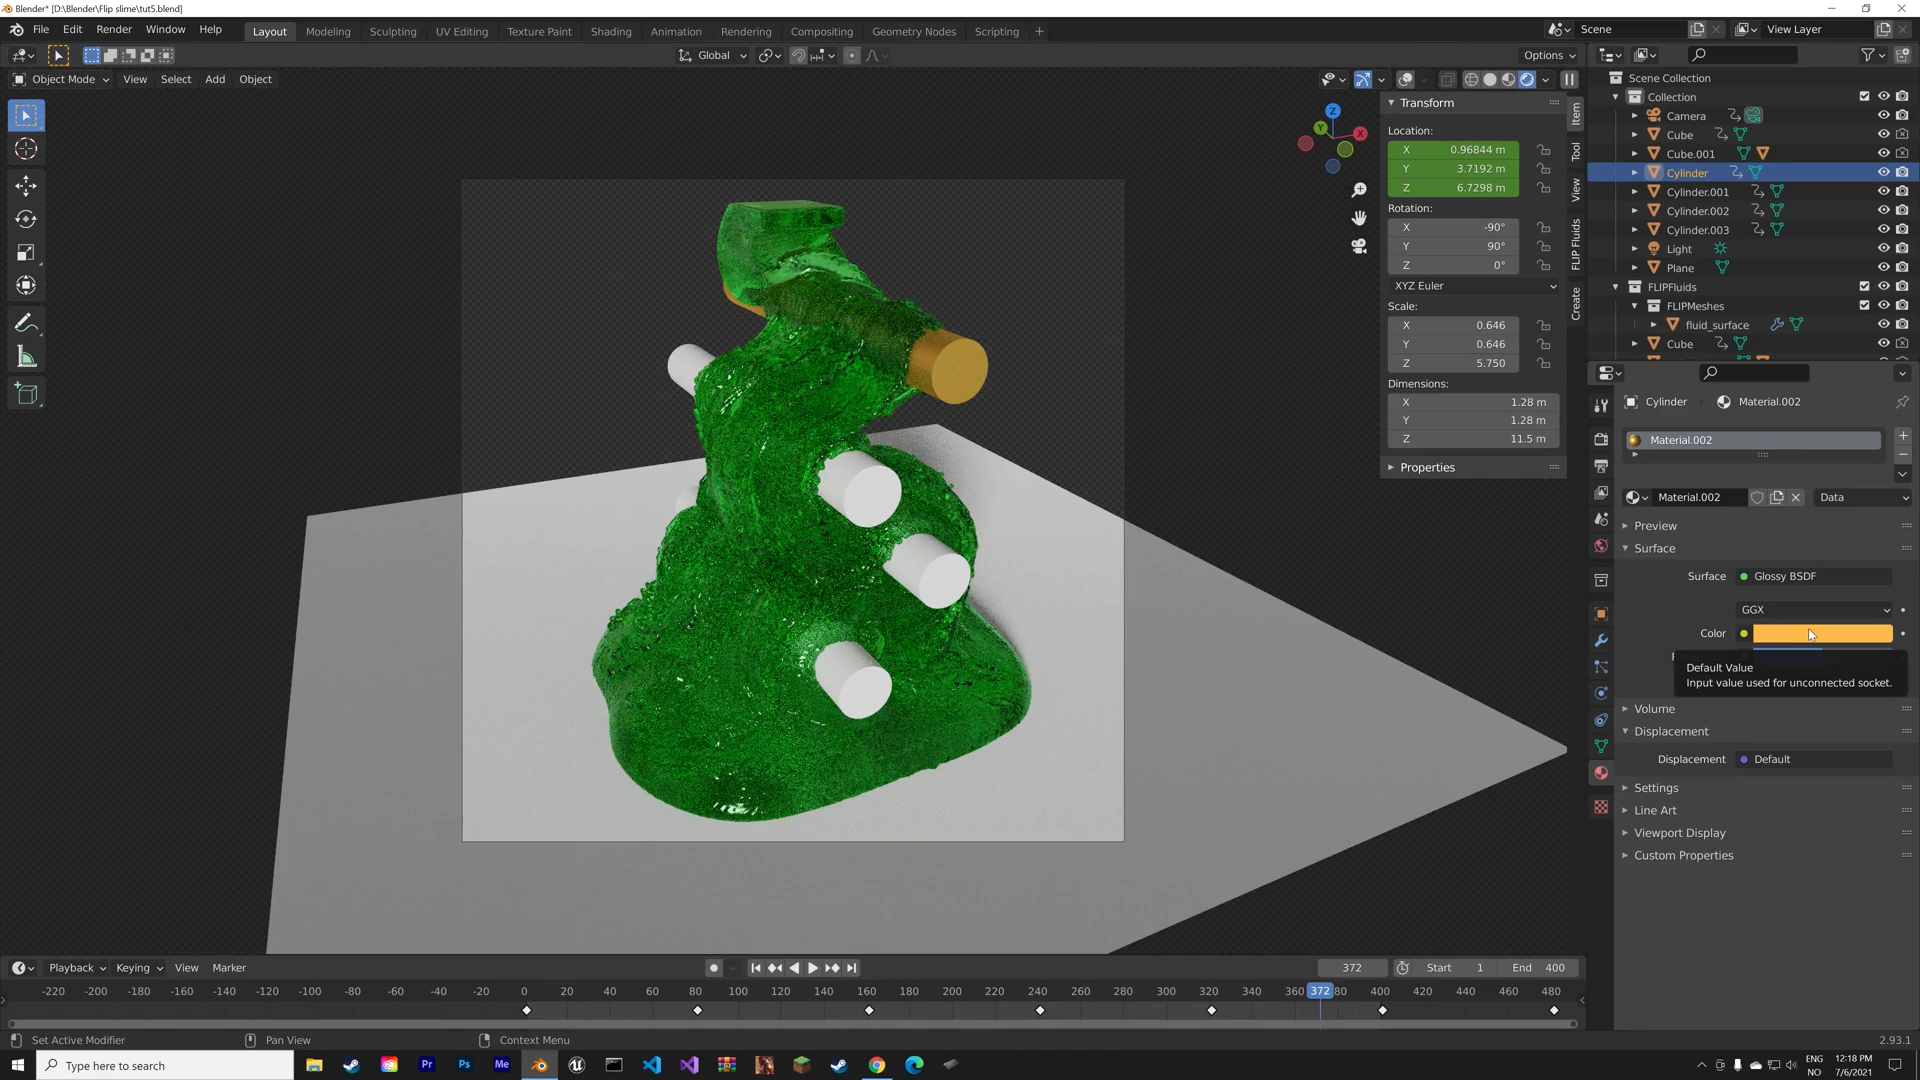 Blender* [D:\Blender\Flip slime\tut5.blend]
File Edit Render Window Help
Layout Modeling Sculpting UV Editing Texture Paint Shading Animation Rendering Compositing Geometry Nodes Scripting +
Scene
View Layer
Global
Options
Object Mode View Select Add Object
Z
Y
X
Transform
Location:
X 0.96844 m
Y 3.7192 m
Z 6.7298 m
Rotation:
X -90°
Y 90°
Z 0°
XYZ Euler
Scale:
X 0.646
Y 0.646
Z 5.750
Dimensions:
X 1.28 m
Y 1.28 m
Z 11.5 m
Properties
Item
Tool
View
FLIP Fluids
Create
Scene Collection
Collection
Camera
Cube
Cube.001
Cylinder
Cylinder.001
Cylinder.002
Cylinder.003
Light
Plane
FLIPFluids
FLIPMeshes
fluid_surface
Cube
Cylinder Material.002
Material.002
Material.002 Data
Preview
Surface
Surface Glossy BSDF
GGX
Color
Default Value
Input value used for unconnected socket.
Volume
Displacement
Displacement Default
Settings
Line Art
Viewport Display
Custom Properties
Playback Keying View Marker
372 Start 1 End 400
-220 -200 -180 -160 -140 -120 -100 -80 -60 -40 -20 0 20 40 60 80 100 120 140 160 180 200 220 240 260 280 300 320 340 360 372 80 400 420 440 460 480
Set Active Modifier Pan View Context Menu 2.93.1
Type here to search
Pr Ps Me
ENG
NO
12:18 PM
7/6/2021